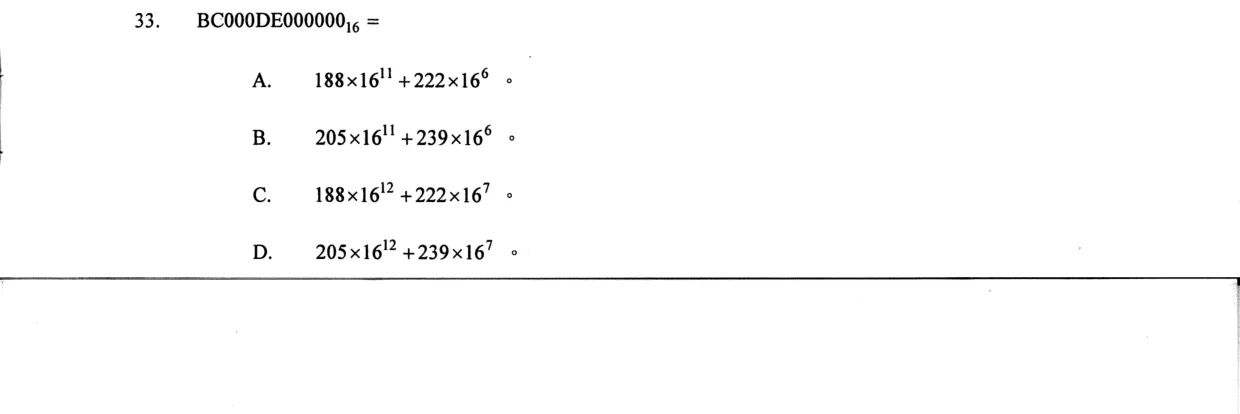 33. BC000DE000000₁₆ =
A. 188×16¹¹ + 222×16⁶ 。
B. 205×16¹¹ + 239×16⁶ 。
C. 188×16¹² + 222×16⁷ 。
D. 205×16¹² + 239×16⁷ 。